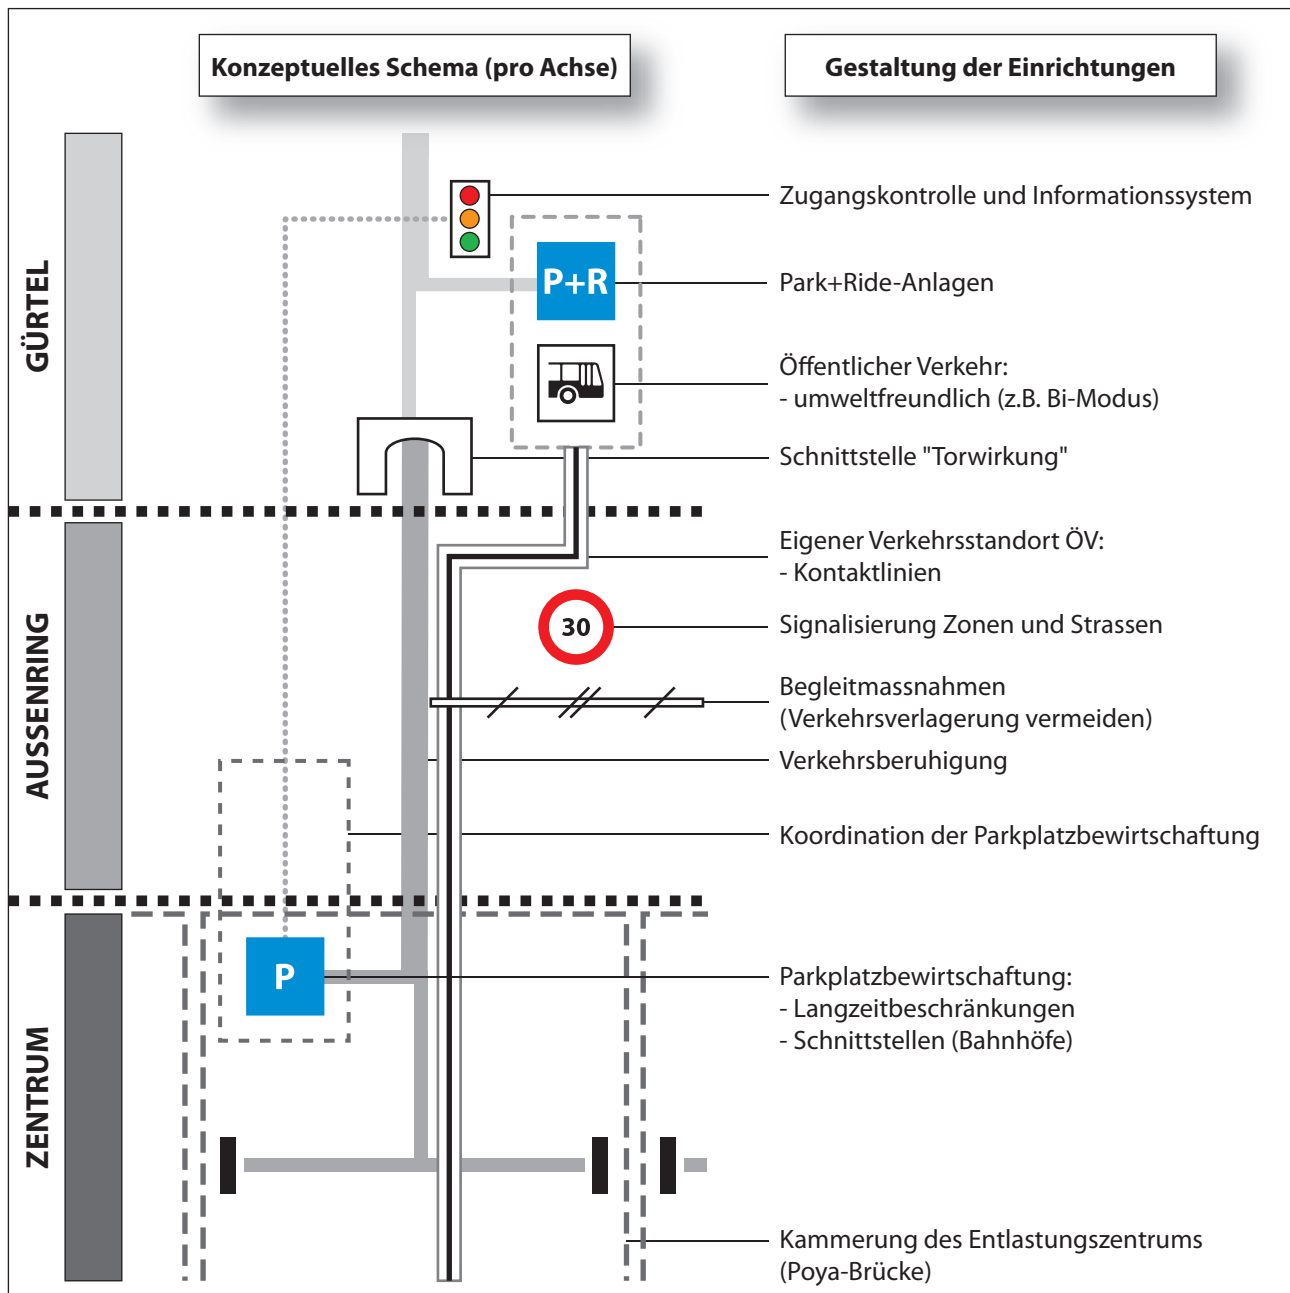 Konzeptuelles Schema (pro Achse)
Gestaltung der Einrichtungen
GÜRTEL
Zugangskontrolle und Informationssystem
P+R
Park+Ride-Anlagen
Öffentlicher Verkehr:
- umweltfreundlich (z.B. Bi-Modus)
Schnittstelle "Torwirkung"
AUSSENRING
Eigener Verkehrsstandort ÖV:
- Kontaktlinien
30
Signalisierung Zonen und Strassen
Begleitmassnahmen
(Verkehrsverlagerung vermeiden)
Verkehrsberuhigung
Koordination der Parkplatzbewirtschaftung
ZENTRUM
P
Parkplatzbewirtschaftung:
- Langzeitbeschränkungen
- Schnittstellen (Bahnhöfe)
Kammerung des Entlastungszentrums
(Poya-Brücke)